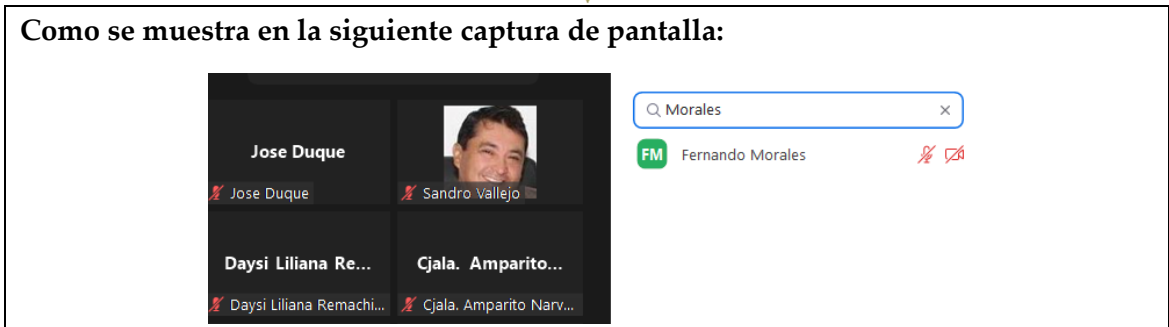 Como se muestra en la siguiente captura de pantalla:
Jose Duque
Jose Duque
Sandro Vallejo
Daysi Liliana Re...
Cjala. Amparito...
Daysi Liliana Remachi...
Cjala. Amparito Narv...
Morales
FM Fernando Morales